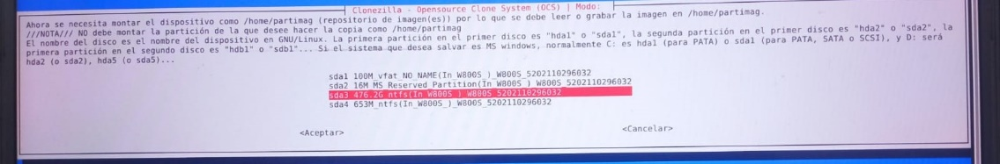 Clonezilla - Opensource Clone System (OCS) | Modo:
Ahora se necesita montar el dispositivo como /home/partimag (repositorio de imagen(es)) por lo que se debe leer o grabar la imagen en /home/partimag.
///NOTA/// NO debe montar la partición de la que desee hacer la copia como /home/partimag
El nombre del disco es el nombre del dispositivo en GNU/Linux. La primera partición en el primer disco es "hda1" o "sda1", la segunda partición en el primer disco es "hda2" o "sda2", la
primera partición en el segundo disco es "hdb1" o "sdb1"... Si el sistema que desea salvar es MS windows, normalmente C: es hda1 (para PATA) o sda1 (para PATA, SATA o SCSI), y D: será
hda2 (o sda2), hda5 (o sda5)...
sda1 100M_vfat_NO_NAME(In_W800S_)_W800S_5202110296032
sda2 16M_MS_Reserved_Partition(In_W800S_)_W800S_5202110296032
sda3 476.2G_ntfs(In_W800S_)_W800S_5202110296032
sda4 653M_ntfs(In_W800S_)_W800S_5202110296032
<Aceptar> <Cancelar>